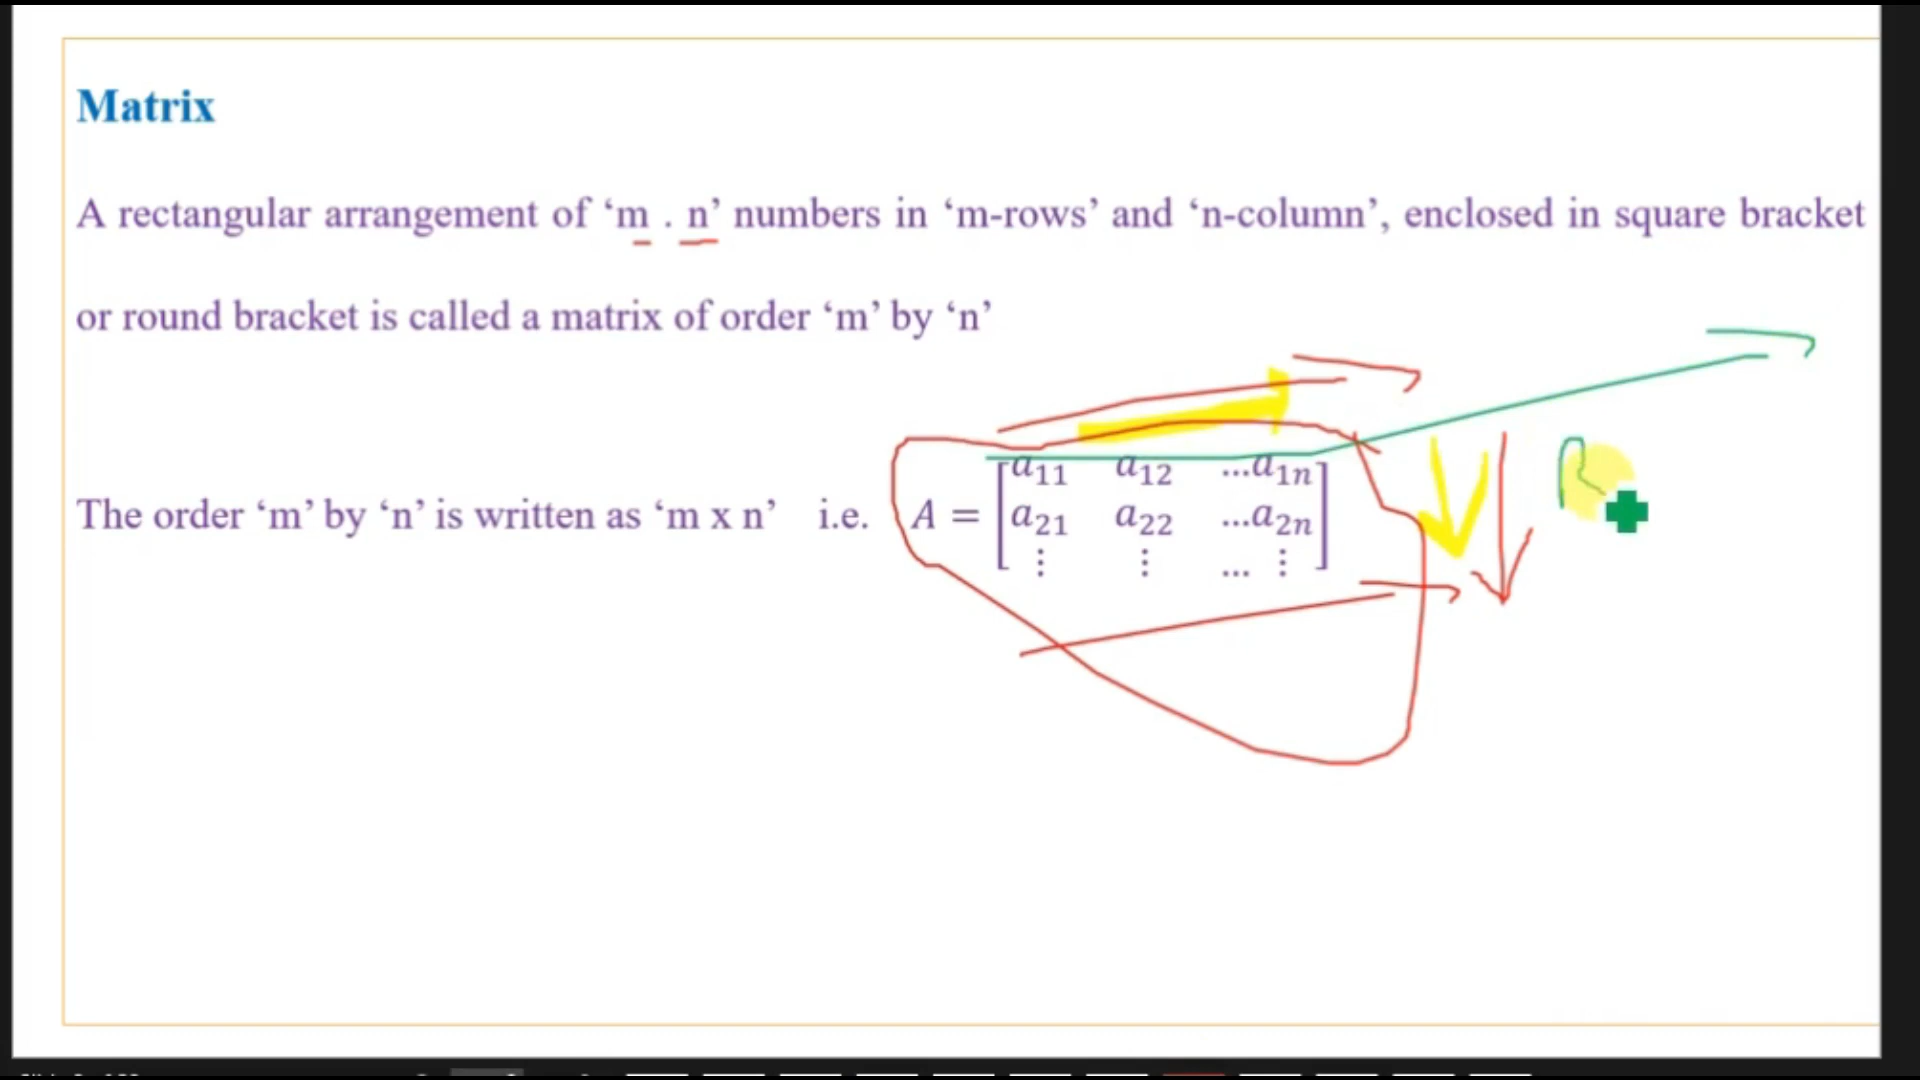 Matrix
A rectangular arrangement of ‘m . n’ numbers in ‘m-rows’ and ‘n-column’, enclosed in square bracket
or round bracket is called a matrix of order ‘m’ by ‘n’
The order ‘m’ by ‘n’ is written as ‘m x n’ i.e. A = [a11 a12 ...a1n
a21 a22 ...a2n
⋮ ⋮ ... ⋮]
R